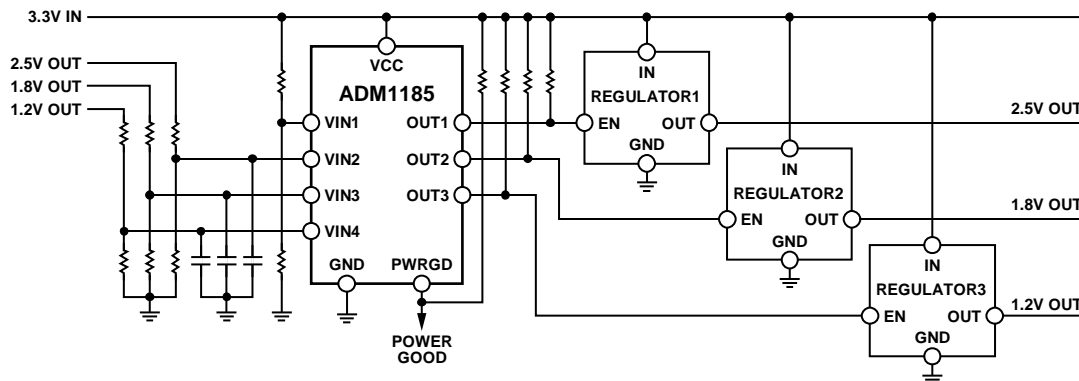 3.3V IN
2.5V OUT
1.8V OUT
1.2V OUT
VCC
ADM1185
VIN1
VIN2
VIN3
VIN4
OUT1
OUT2
OUT3
GND
PWRGD
POWER
GOOD
IN
REGULATOR1
EN
OUT
GND
2.5V OUT
IN
REGULATOR2
EN
OUT
GND
1.8V OUT
IN
REGULATOR3
EN
OUT
GND
1.2V OUT